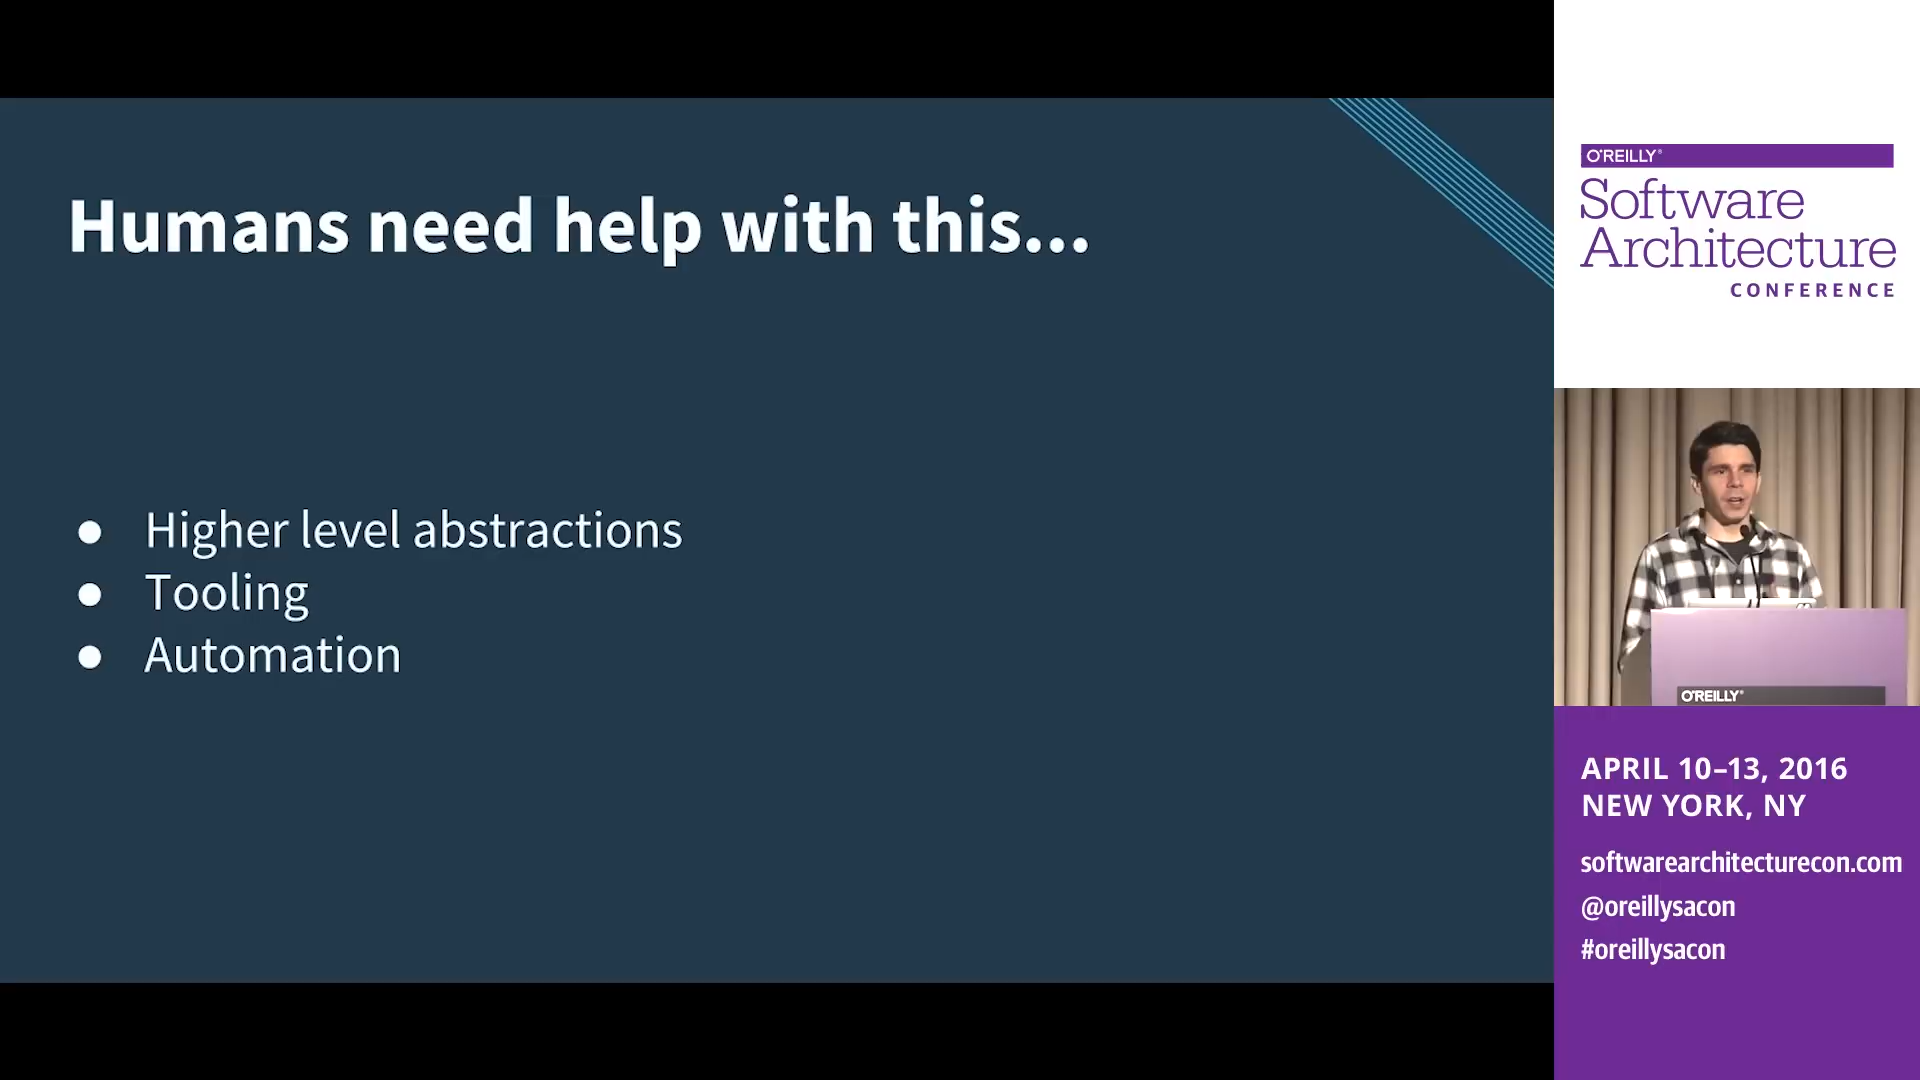 Humans need help with this...
● Higher level abstractions
● Tooling
● Automation
O'REILLY®
Software
Architecture
CONFERENCE
O'REILLY®
APRIL 10–13, 2016
NEW YORK, NY
softwarearchitecturecon.com
@oreillysacon
#oreillysacon